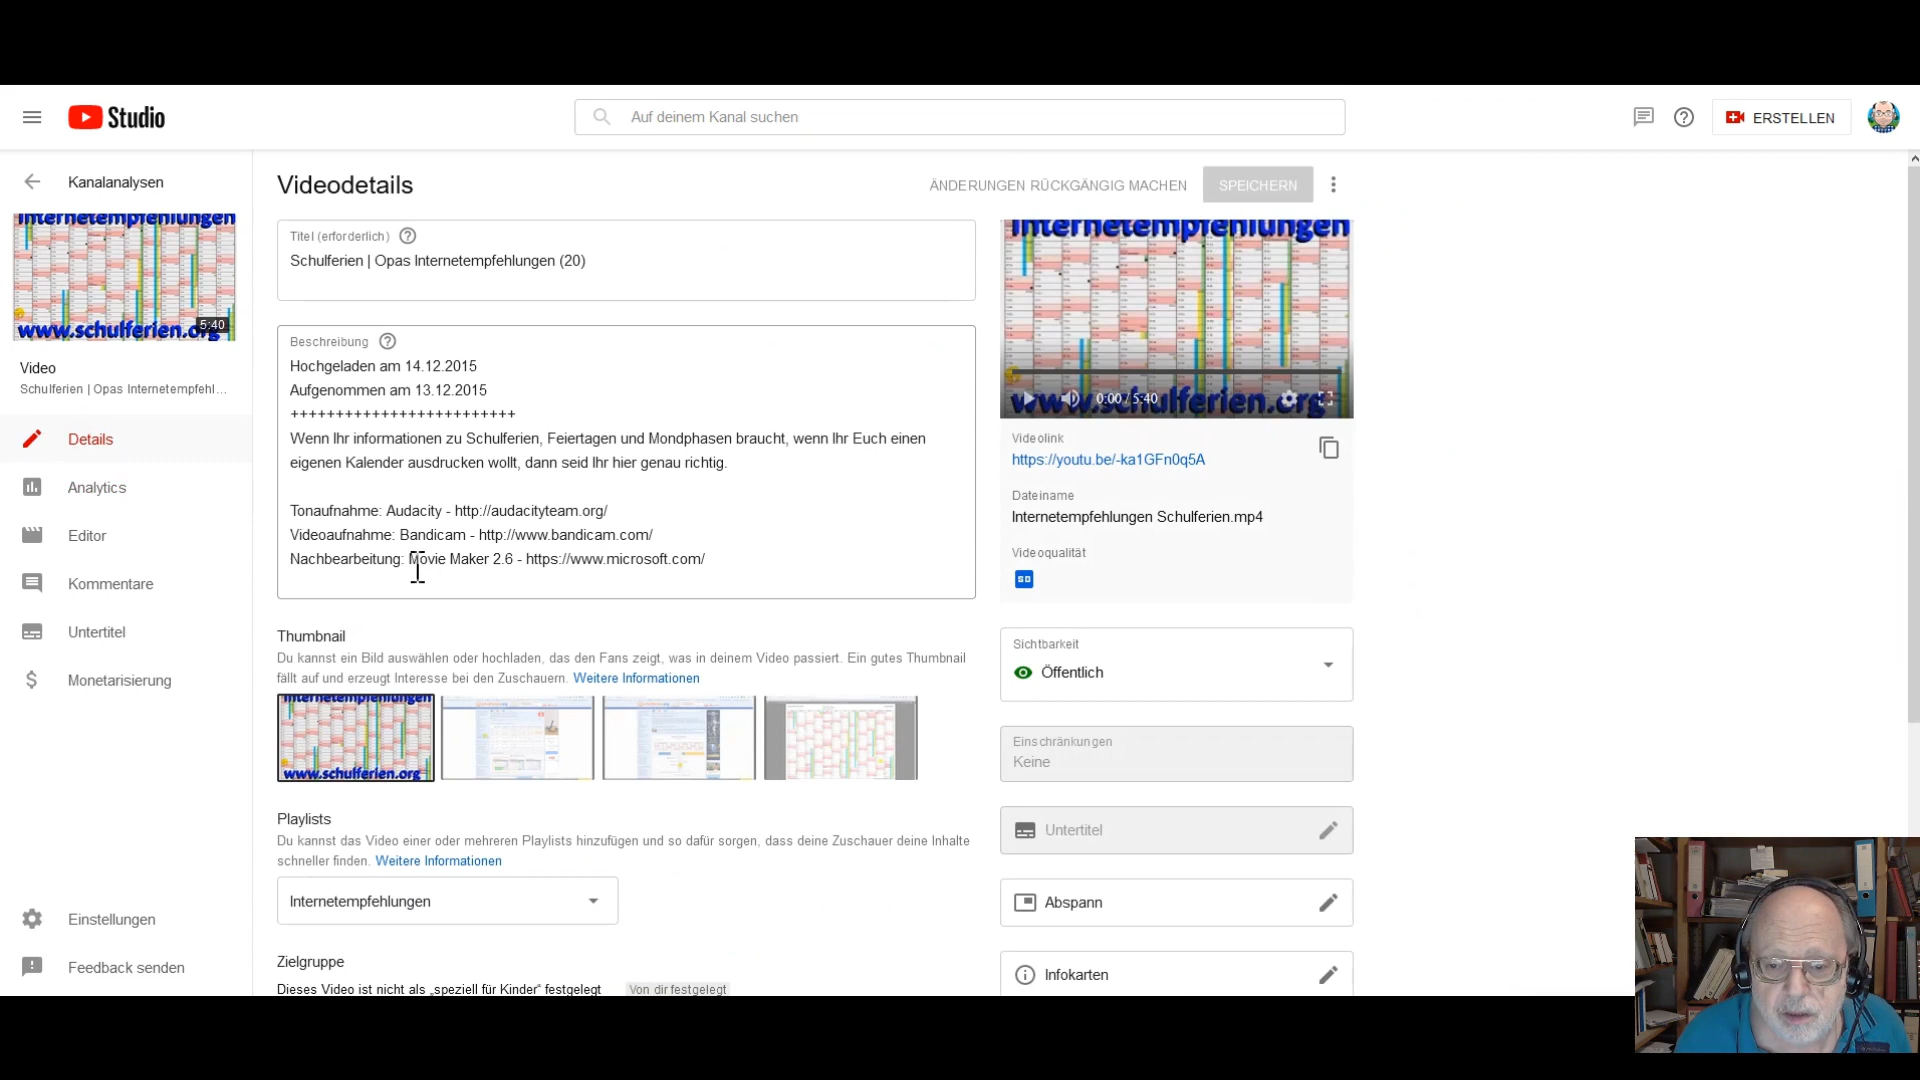 Studio
Auf deinem Kanal suchen
ERSTELLEN
Kanalanalysen
Internetempfehlungen
www.schulferien.org
5:40
Video
Schulferien | Opas Internetempfehl...
Details
Analytics
Editor
Kommentare
Untertitel
Monetarisierung
Einstellungen
Feedback senden
Videodetails
ÄNDERUNGEN RÜCKGÄNGIG MACHEN
SPEICHERN
Titel (erforderlich)
Schulferien | Opas Internetempfehlungen (20)
Beschreibung
Hochgeladen am 14.12.2015
Aufgenommen am 13.12.2015
+++++++++++++++++++++++++
Wenn Ihr informationen zu Schulferien, Feiertagen und Mondphasen braucht, wenn Ihr Euch einen
eigenen Kalender ausdrucken wollt, dann seid Ihr hier genau richtig.
Tonaufnahme: Audacity - http://audacityteam.org/
Videoaufnahme: Bandicam - http://www.bandicam.com/
Nachbearbeitung: Movie Maker 2.6 - https://www.microsoft.com/
Thumbnail
Du kannst ein Bild auswählen oder hochladen, das den Fans zeigt, was in deinem Video passiert. Ein gutes Thumbnail
fällt auf und erzeugt Interesse bei den Zuschauern. Weitere Informationen
Internetempfehlungen
www.schulferien.org
Playlists
Du kannst das Video einer oder mehreren Playlists hinzufügen und so dafür sorgen, dass deine Zuschauer deine Inhalte
schneller finden. Weitere Informationen
Internetempfehlungen
Zielgruppe
Dieses Video ist nicht als „speziell für Kinder“ festgelegt
Von dir festgelegt
Internetempfehlungen
www.schulferien.org
0:00 / 5:40
Videolink
https://youtu.be/-ka1GFn0q5A
Dateiname
Internetempfehlungen Schulferien.mp4
Videoqualität
SD
Sichtbarkeit
Öffentlich
Einschränkungen
Keine
Untertitel
Abspann
Infokarten